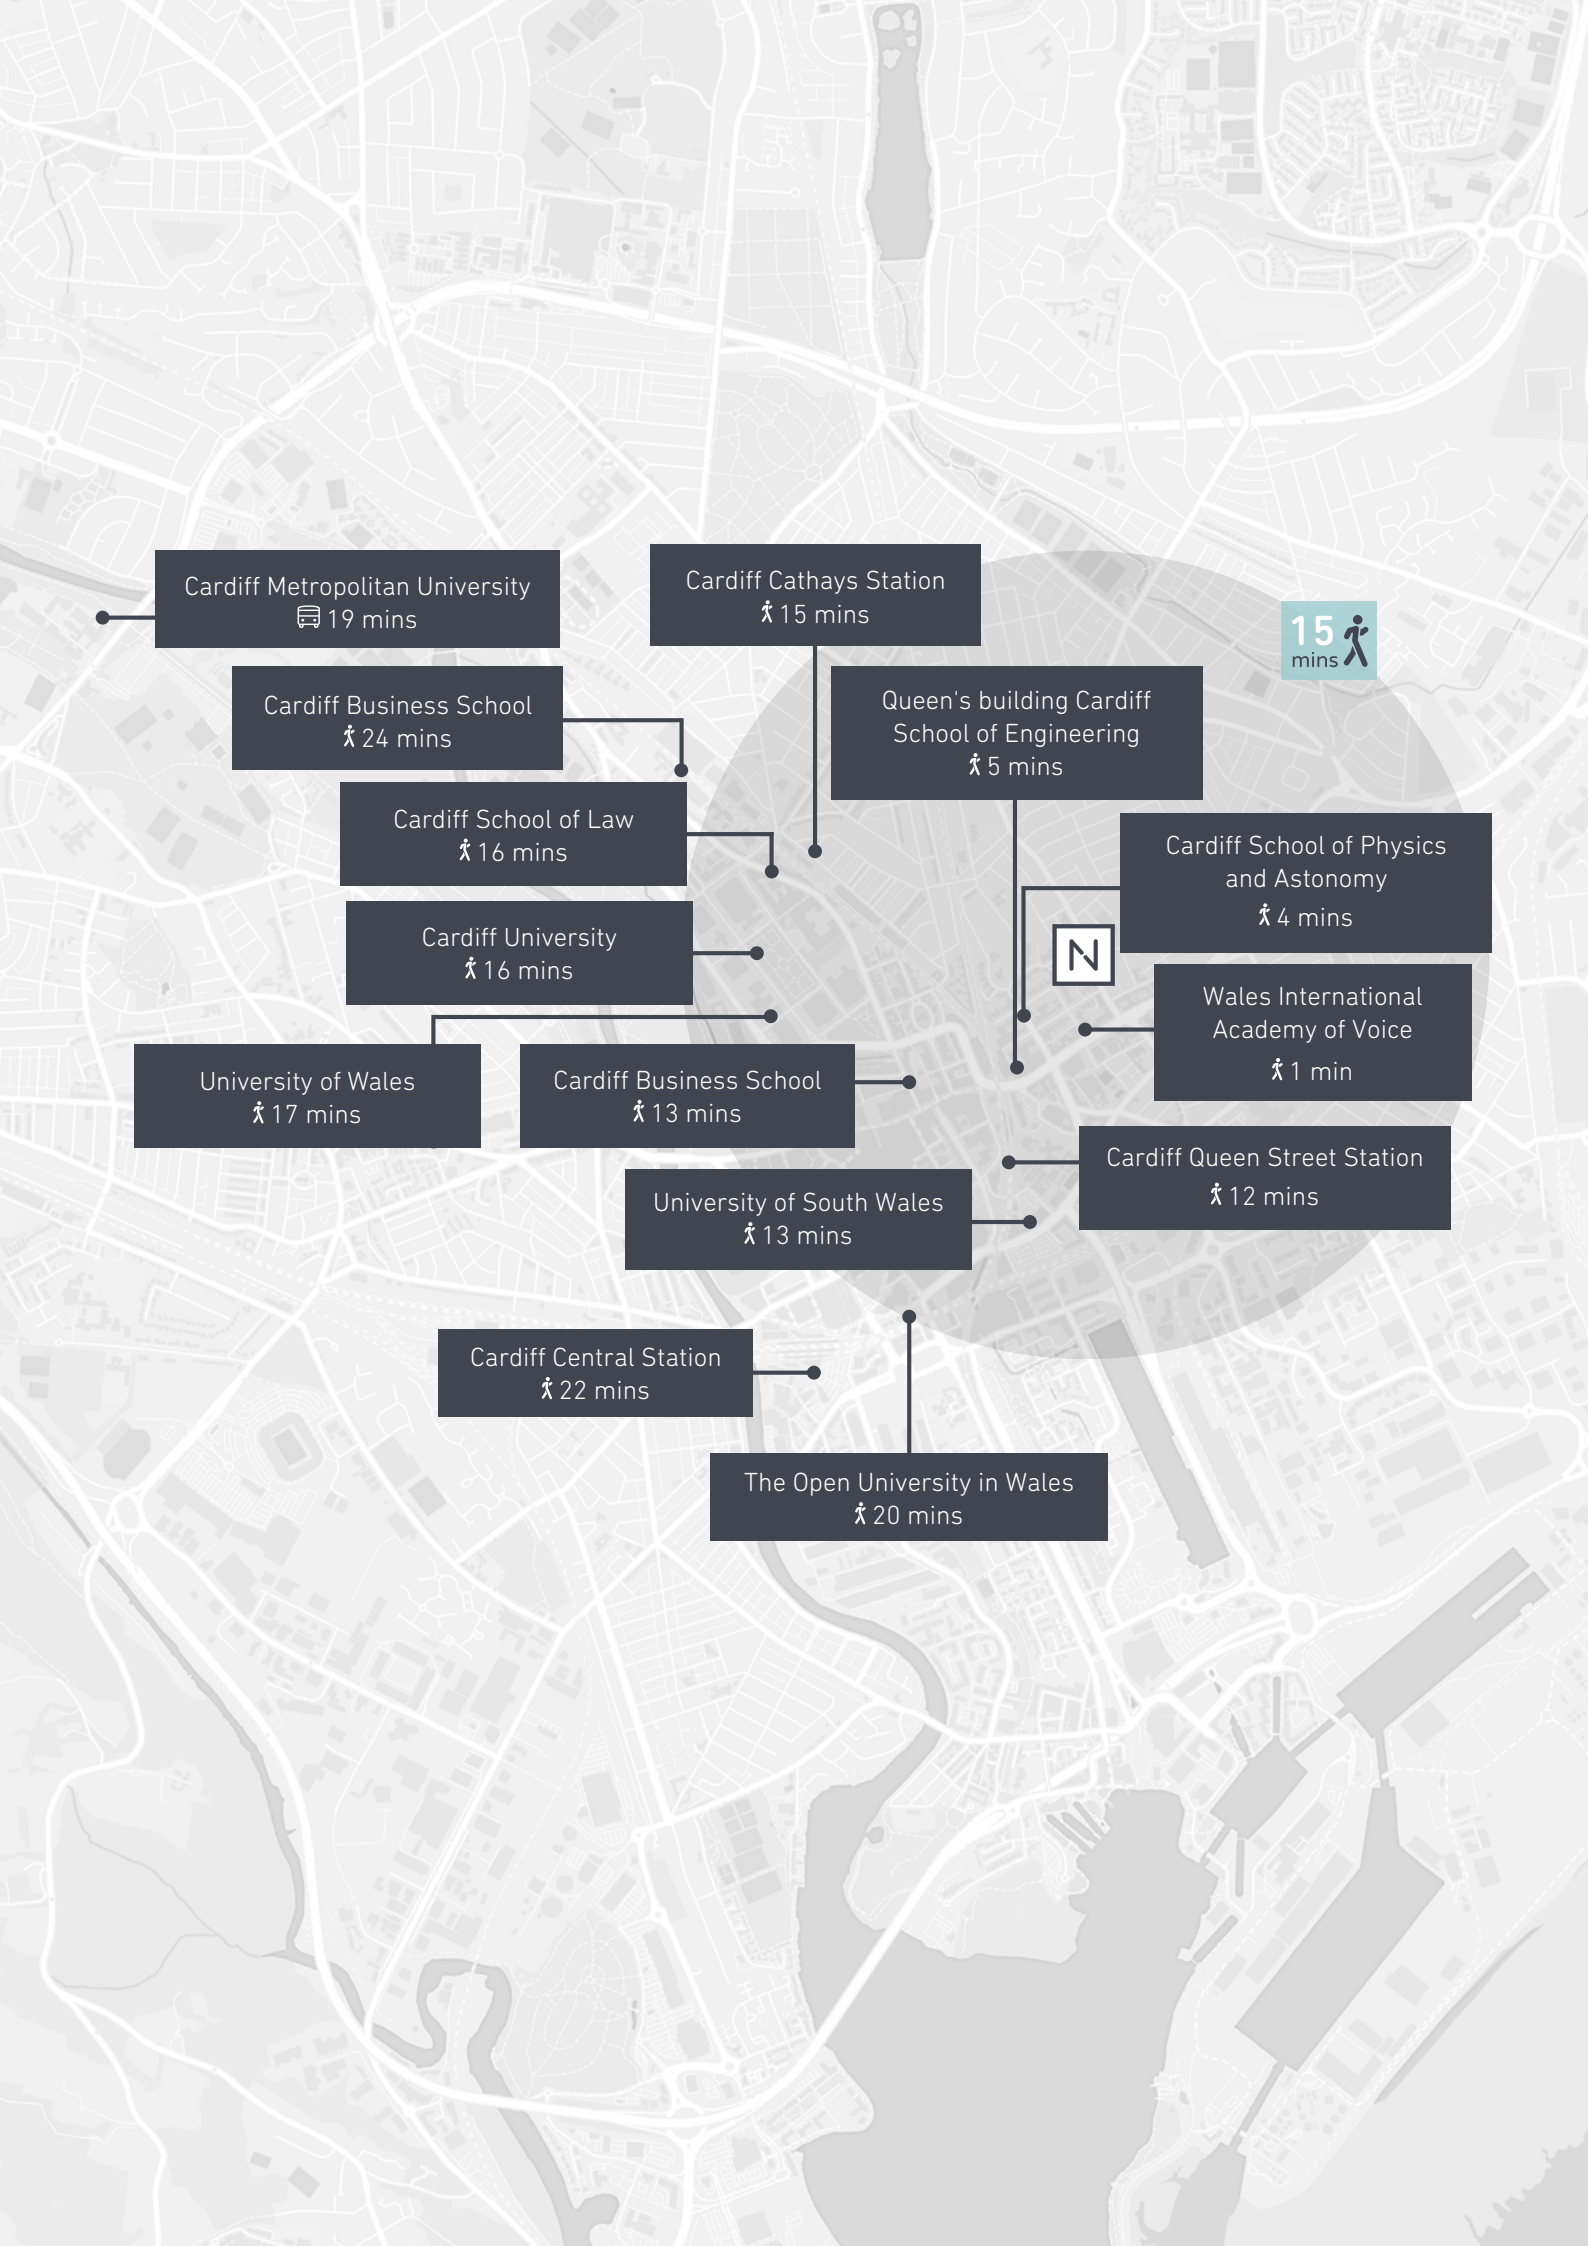 Cardiff Metropolitan University
19 mins
Cardiff Cathays Station
15 mins
15
mins
Cardiff Business School
24 mins
Queen's building Cardiff
School of Engineering
5 mins
Cardiff School of Law
16 mins
Cardiff School of Physics
and Astonomy
4 mins
Cardiff University
16 mins
N
Wales International
Academy of Voice
1 min
University of Wales
17 mins
Cardiff Business School
13 mins
Cardiff Queen Street Station
12 mins
University of South Wales
13 mins
Cardiff Central Station
22 mins
The Open University in Wales
20 mins